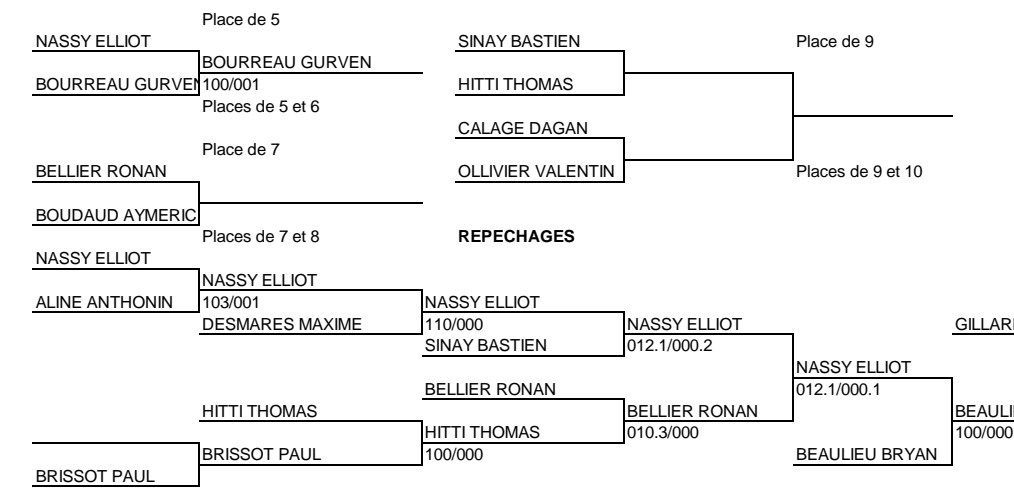 Place de 5
NASSY ELLIOT
SINAY BASTIEN
Place de 9
BOURREAU GURVEN
BOURREAU GURVEN
100/001
HITTI THOMAS
Places de 5 et 6
CALAGE DAGAN
Place de 7
BELLIER RONAN
OLLIVIER VALENTIN
Places de 9 et 10
BOUDAUD AYMERIC
Places de 7 et 8
REPECHAGES
NASSY ELLIOT
NASSY ELLIOT
ALINE ANTHONIN
103/001
NASSY ELLIOT
DESMARES MAXIME
110/000
NASSY ELLIOT
GILLARD
SINAY BASTIEN
012.1/000.2
NASSY ELLIOT
BELLIER RONAN
012.1/000.1
HITTI THOMAS
BELLIER RONAN
BEAULI
HITTI THOMAS
010.3/000
100/000
BRISSOT PAUL
100/000
BEAULIEU BRYAN
BRISSOT PAUL